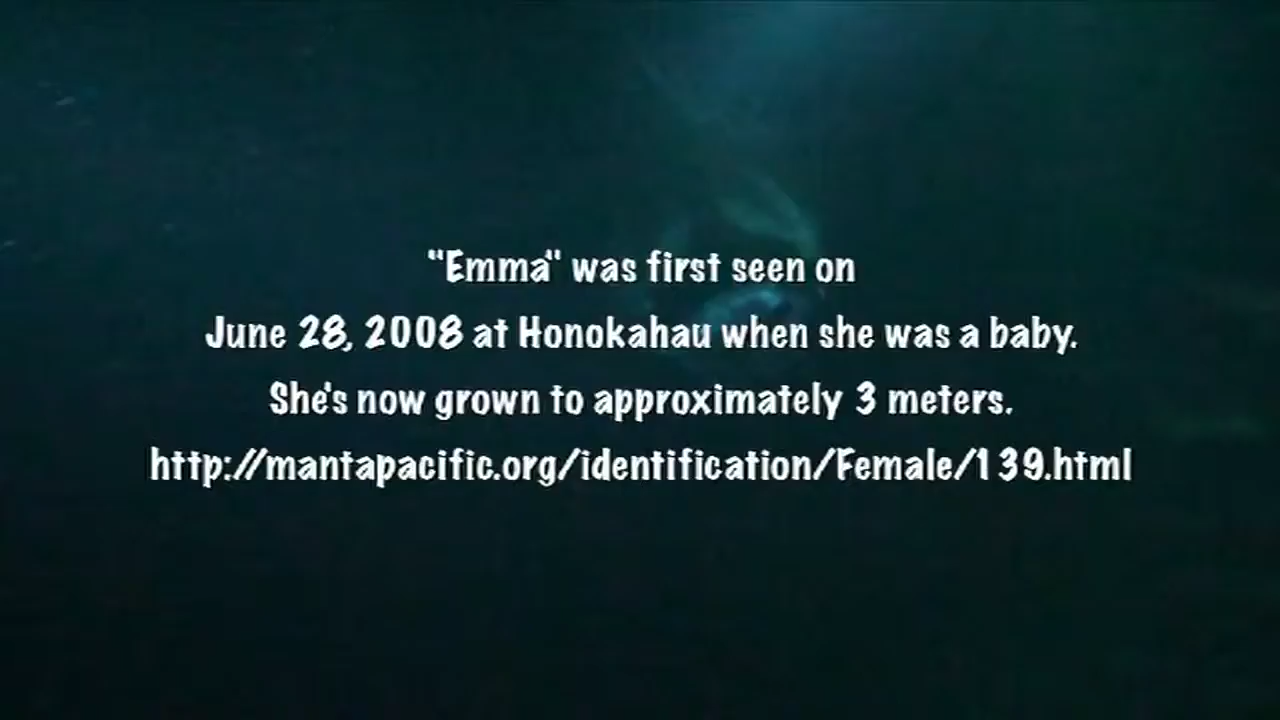 "Emma" was first seen on
June 28, 2008 at Honokahau when she was a baby.
She's now grown to approximately 3 meters.
http://mantapacific.org/identification/Female/139.html